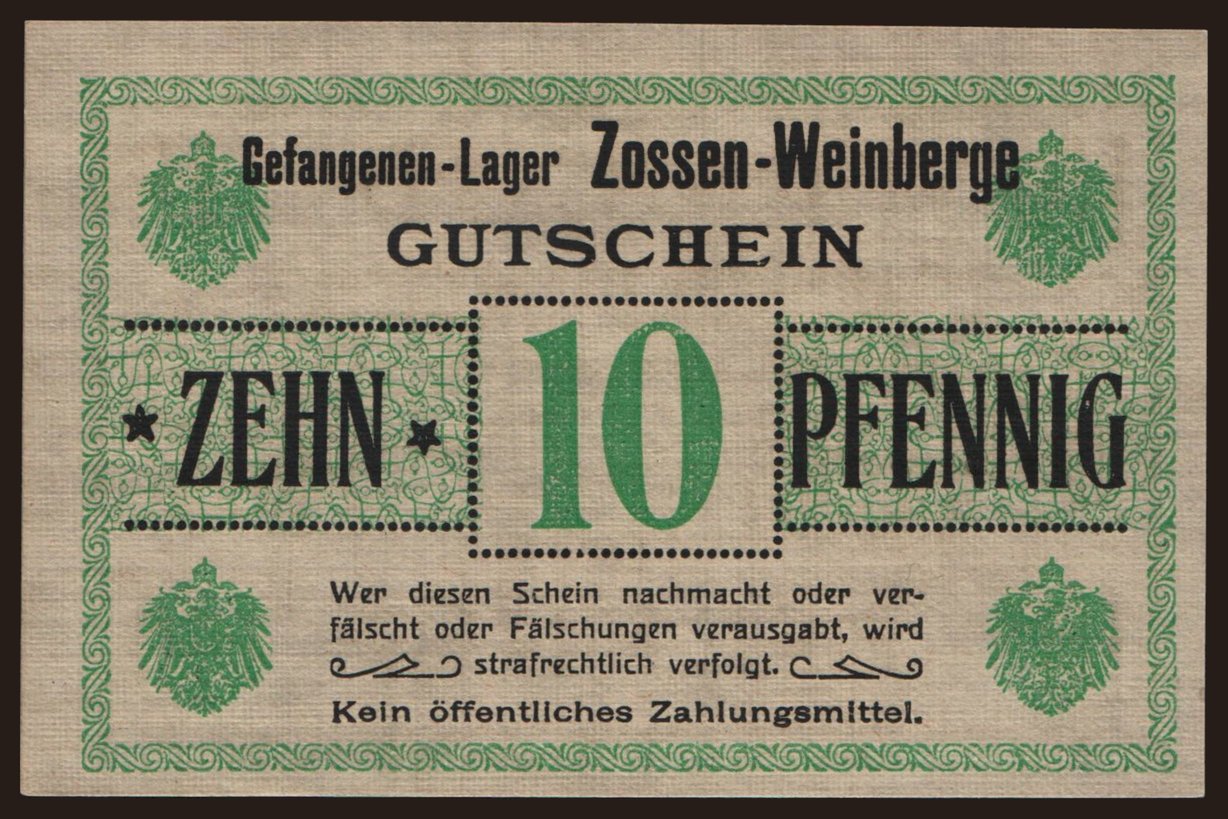 Gefangenen-Lager Zossen-Weinberge
GUTSCHEIN
ZEHN 10 PFENNIG
Wer diesen Schein nachmacht oder ver-
fälscht oder Fälschungen verausgabt, wird
strafrechtlich verfolgt.
Kein öffentliches Zahlungsmittel.